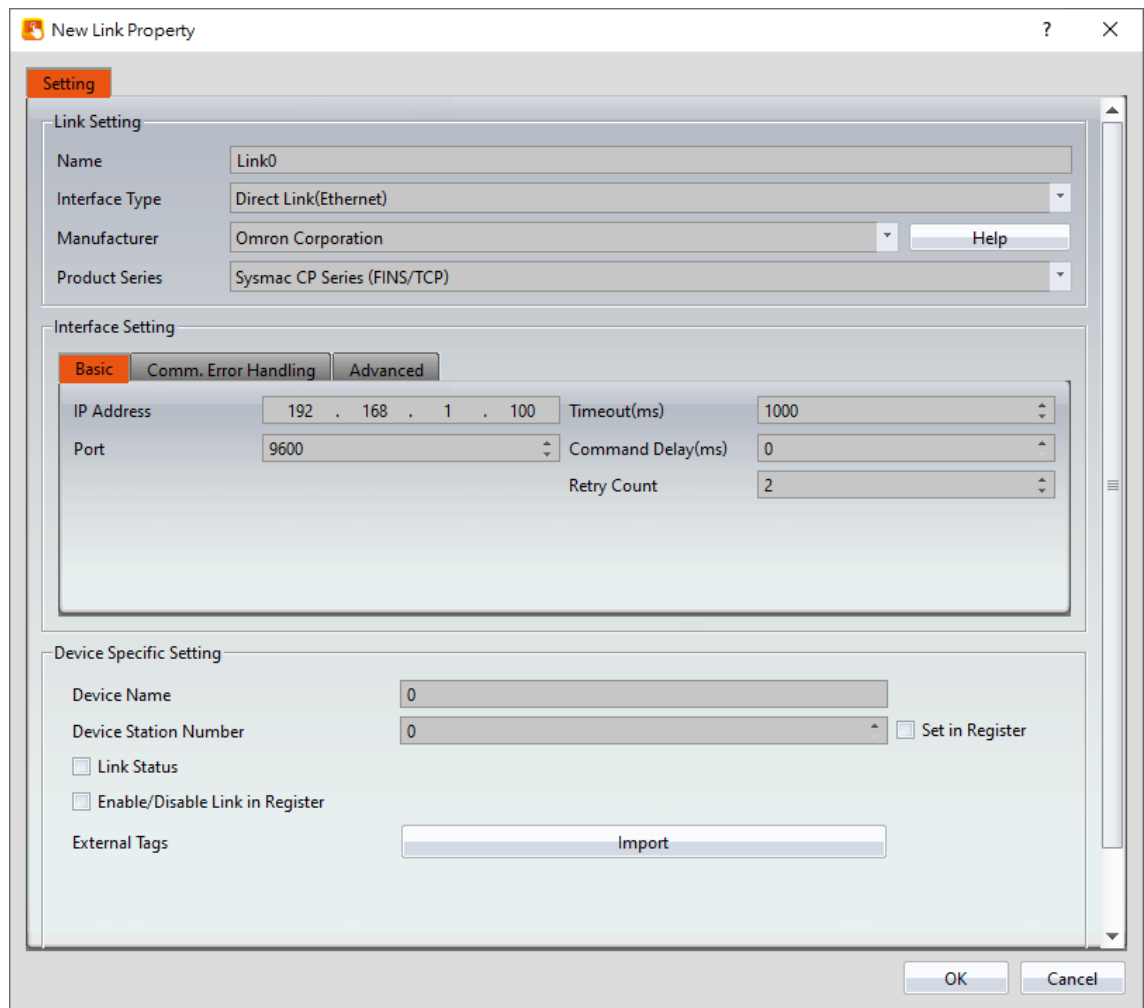 New Link Property
?
Setting
Link Setting
Name Link0
Interface Type Direct Link(Ethernet)
Manufacturer Omron Corporation Help
Product Series Sysmac CP Series (FINS/TCP)
Interface Setting
Basic Comm. Error Handling Advanced
IP Address 192 . 168 . 1 . 100 Timeout(ms) 1000
Port 9600 Command Delay(ms) 0
Retry Count 2
Device Specific Setting
Device Name 0
Device Station Number 0 Set in Register
Link Status
Enable/Disable Link in Register
External Tags Import
OK Cancel